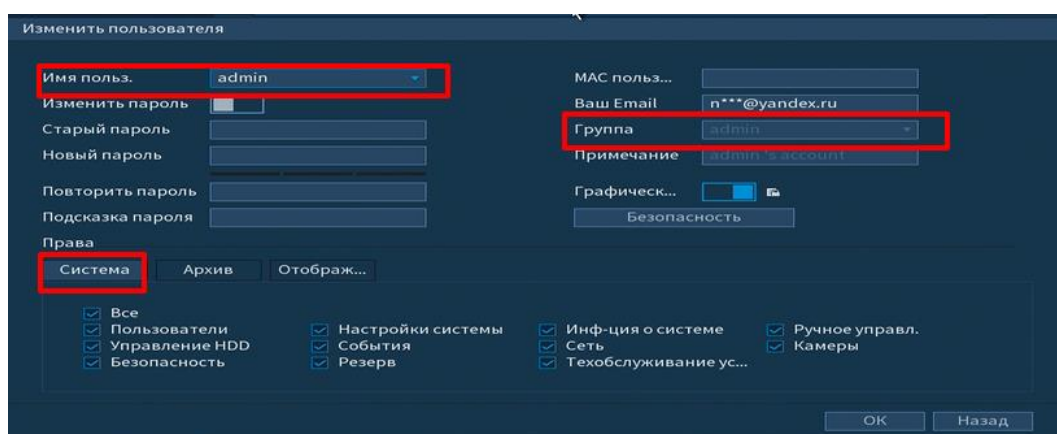 Изменить пользователя
Имя польз. admin
МАС польз...
Изменить пароль
Ваш Email n***@yandex.ru
Старый пароль
Группа admin
Новый пароль
Примечание admin 's account
Повторить пароль
Графическ...
Подсказка пароля
Безопасность
Права
Система Архив Отображ...
Все
Пользователи Настройки системы Инф-ция о системе Ручное управл.
Управление HDD События Сеть Камеры
Безопасность Резерв Техобслуживание ус...
ОК Назад